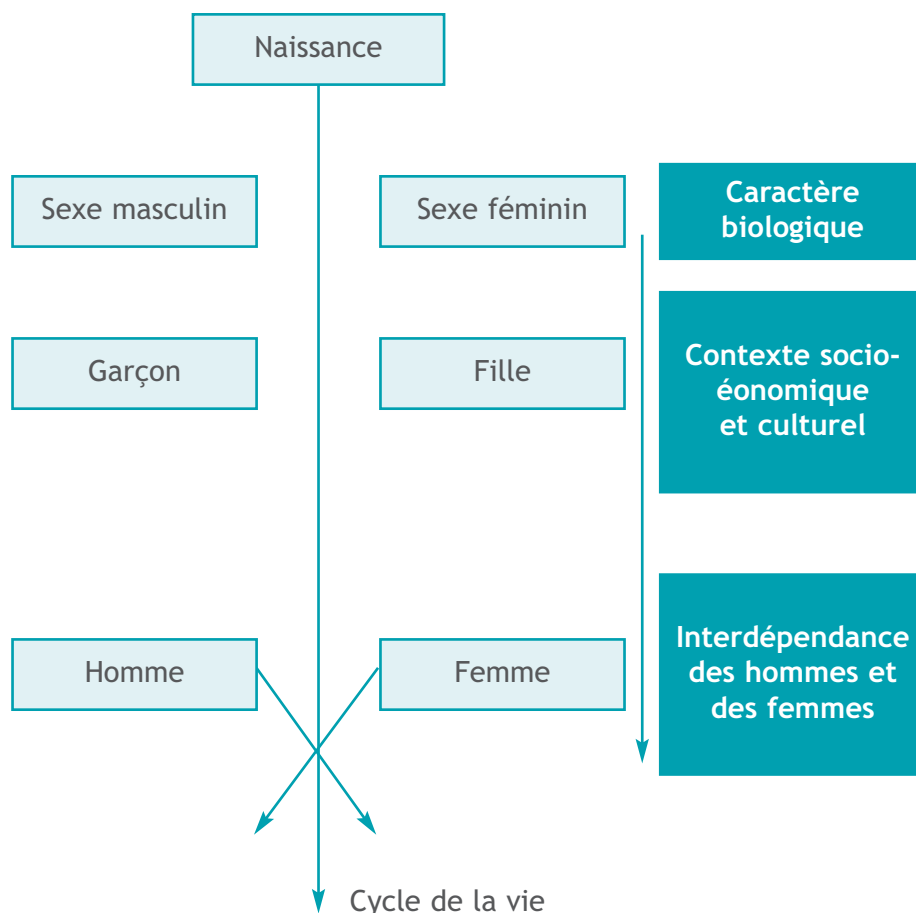 Naissance
Sexe masculin
Sexe féminin
Caractère
biologique
Garçon
Fille
Contexte socio-
éonomique
et culturel
Homme
Femme
Interdépendance
des hommes et
des femmes
Cycle de la vie